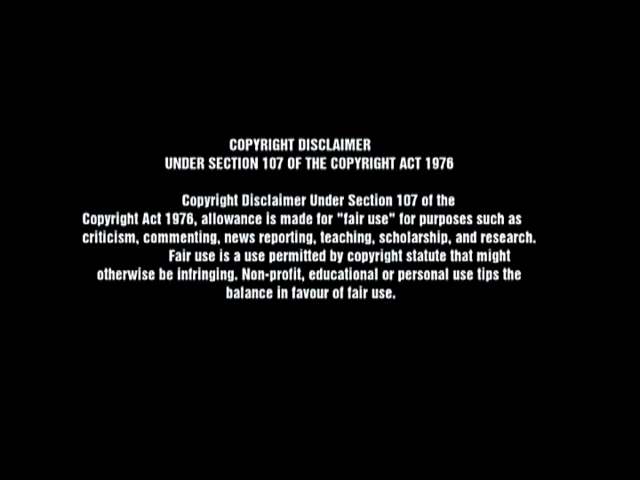 COPYRIGHT DISCLAIMER
UNDER SECTION 107 OF THE COPYRIGHT ACT 1976
Copyright Disclaimer Under Section 107 of the
Copyright Act 1976, allowance is made for "fair use" for purposes such as
criticism, commenting, news reporting, teaching, scholarship, and research.
Fair use is a use permitted by copyright statute that might
otherwise be infringing. Non-profit, educational or personal use tips the
balance in favour of fair use.